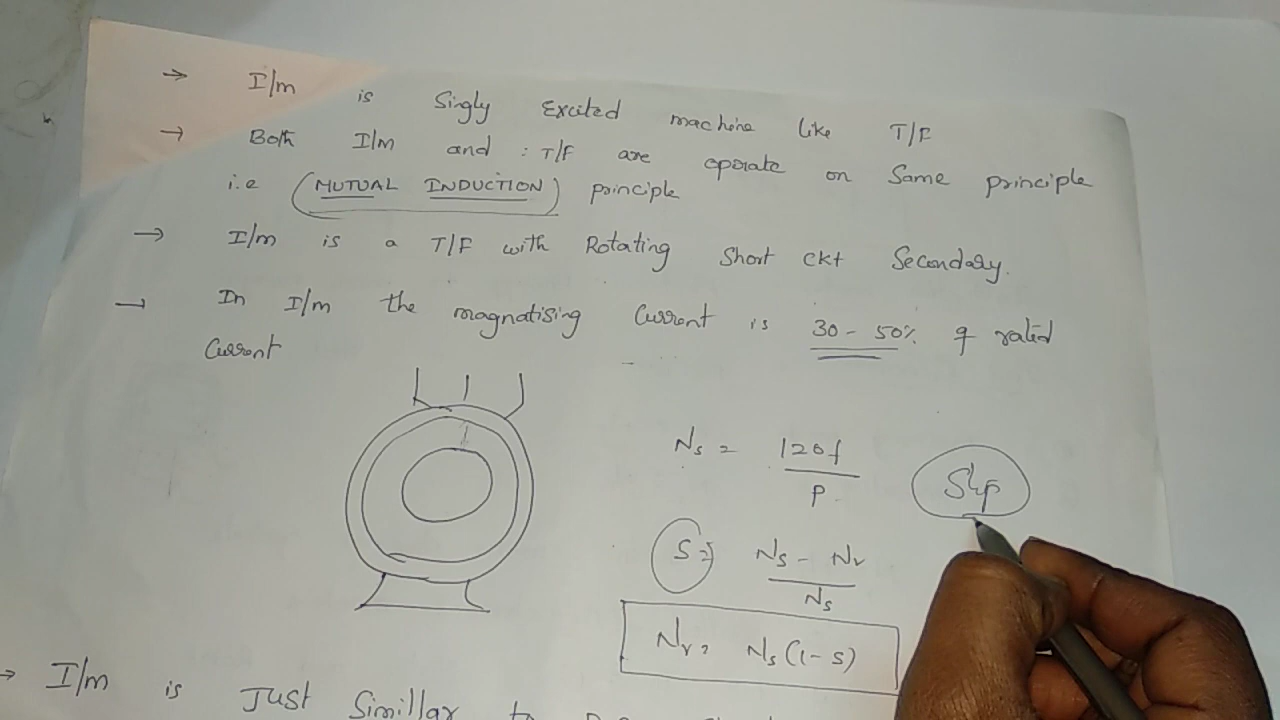 → I/m is Singly Excited machine like T/F
→ Both I/m and : T/F are operate on Same principle
i.e (MUTUAL INDUCTION) principle
→ I/m is a T/F with Rotating Short ckt Secondary.
→ In I/m the magnatising Current is 30 - 50% of rated
Current
Ns = 120f / P
Slip
S = Ns - Nr / Ns
Nr = Ns (1 - s)
→ I/m is Just Simillar to